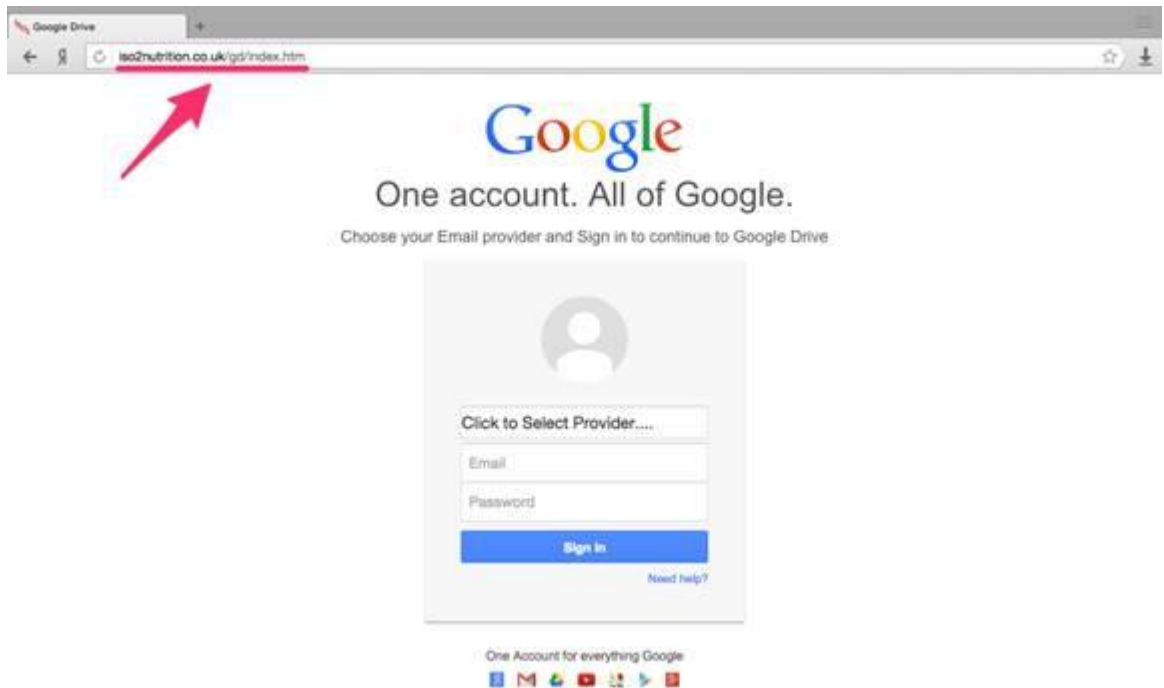 Google Drive
iso2nutrition.co.uk/gd/index.htm
Google
One account. All of Google.
Choose your Email provider and Sign in to continue to Google Drive
Click to Select Provider....
Email
Password
Sign in
Need help?
One Account for everything Google